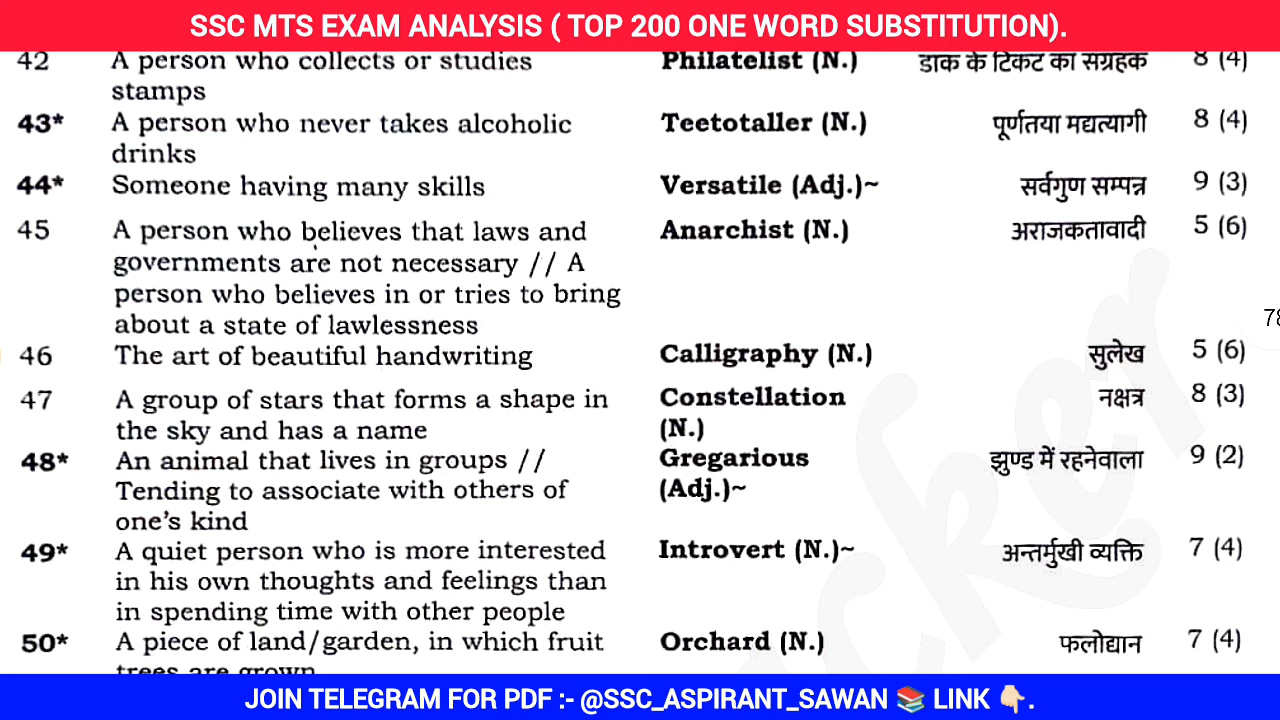 SSC MTS EXAM ANALYSIS ( TOP 200 ONE WORD SUBSTITUTION).
42 A person who collects or studies Philatelist (N.) डाक के टिकट का संग्रहक 8 (4)
stamps
43* A person who never takes alcoholic Teetotaller (N.) पूर्णतया मद्यत्यागी 8 (4)
drinks
44* Someone having many skills Versatile (Adj.)~ सर्वगुण सम्पन्न 9 (3)
45 A person who believes that laws and Anarchist (N.) अराजकतावादी 5 (6)
governments are not necessary // A
person who believes in or tries to bring
about a state of lawlessness
78
46 The art of beautiful handwriting Calligraphy (N.) सुलेख 5 (6)
47 A group of stars that forms a shape in Constellation नक्षत्र 8 (3)
the sky and has a name (N.)
48* An animal that lives in groups // Gregarious झुण्ड में रहनेवाला 9 (2)
Tending to associate with others of (Adj.)~
one's kind
49* A quiet person who is more interested Introvert (N.)~ अन्तर्मुखी व्यक्ति 7 (4)
in his own thoughts and feelings than
in spending time with other people
50* A piece of land/garden, in which fruit Orchard (N.) फलोद्यान 7 (4)
trees are grown
JOIN TELEGRAM FOR PDF :- @SSC_ASPIRANT_SAWAN 📚 LINK 👇🏻.